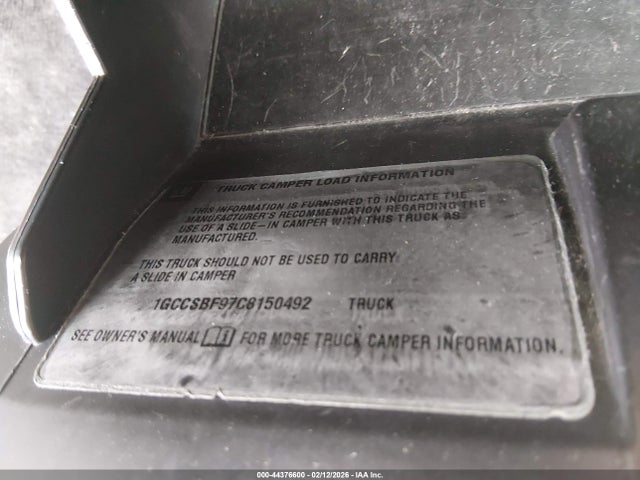 TRUCK CAMPER LOAD INFORMATION
THIS INFORMATION IS FURNISHED TO INDICATE THE
MANUFACTURER'S RECOMMENDATION REGARDING THE
USE OF A SLIDE-IN CAMPER WITH THIS TRUCK AS
MANUFACTURED.
THIS TRUCK SHOULD NOT BE USED TO CARRY
A SLIDE IN CAMPER
1GCCSBF97C8150492 TRUCK
SEE OWNER'S MANUAL FOR MORE TRUCK CAMPER INFORMATION.
000-44376600 - 02/12/2026 - © IAA Inc.